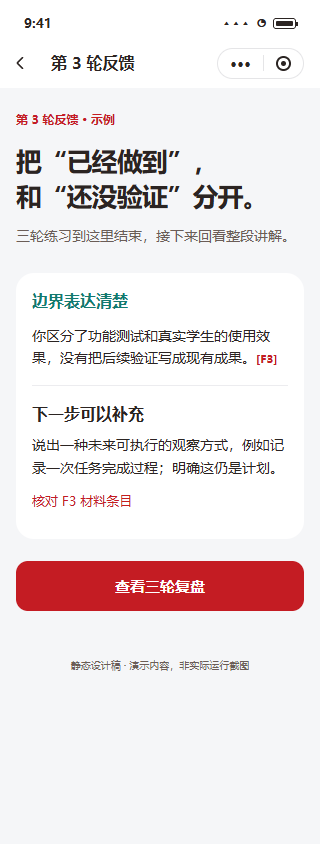 9:41
第 3 轮反馈
第 3 轮反馈 · 示例
把“已经做到”，
和“还没验证”分开。
三轮练习到这里结束，接下来回看整段讲解。
边界表达清楚
你区分了功能测试和真实学生的使用效
果，没有把后续验证写成现有成果。[F3]
下一步可以补充
说出一种未来可执行的观察方式，例如记
录一次任务完成过程；明确这仍是计划。
核对 F3 材料条目
查看三轮复盘
静态设计稿 · 演示内容，非实际运行截图